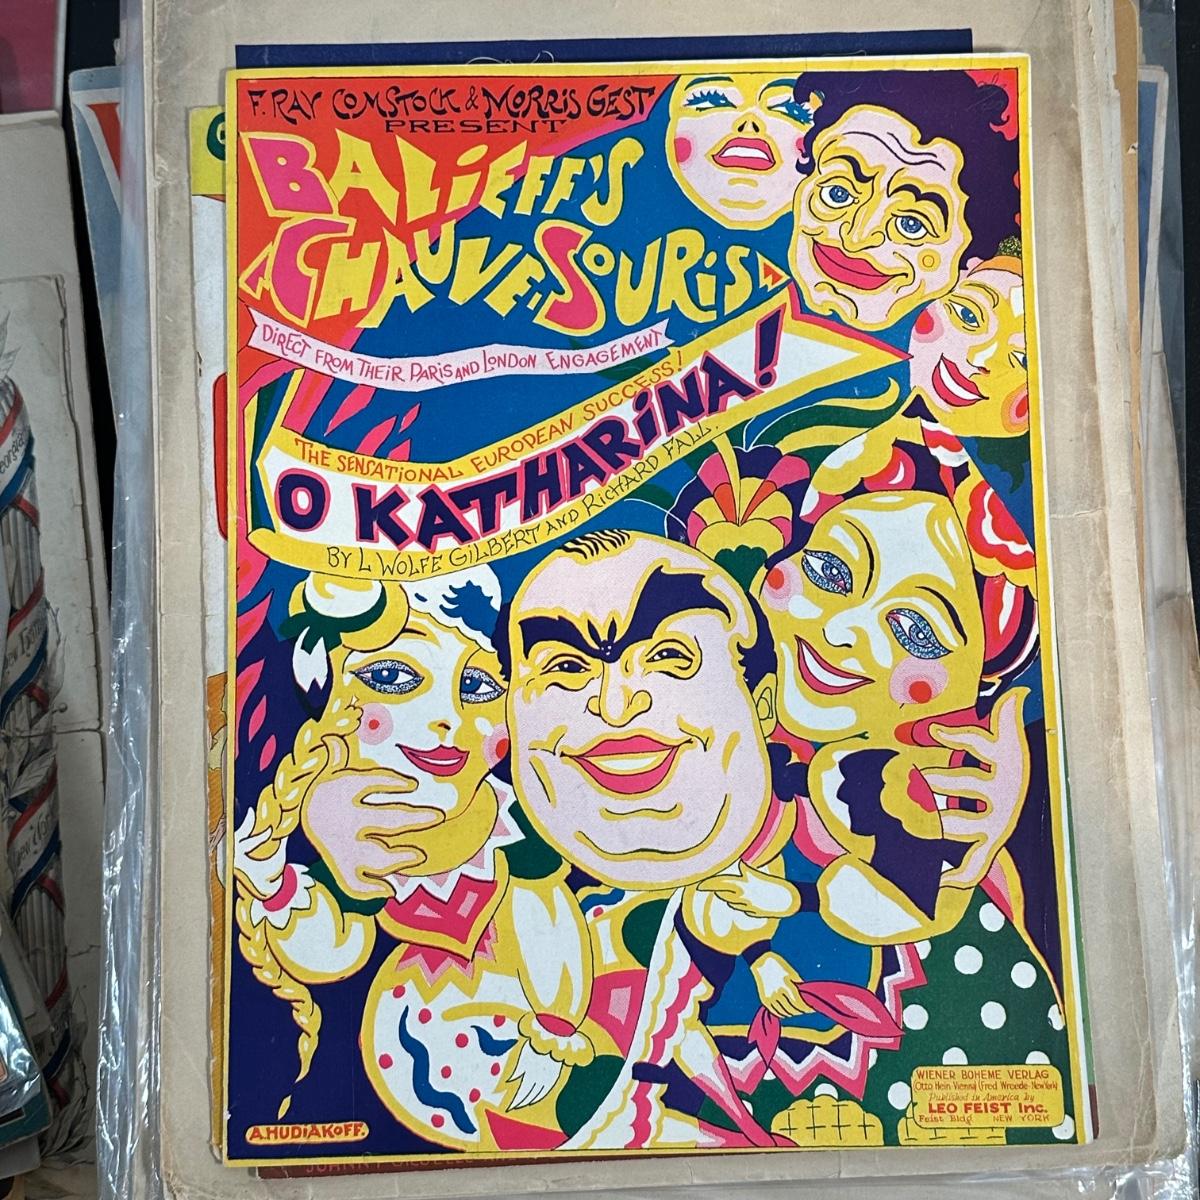 F. RAY COMSTOCK & MORRIS GEST
PRESENT
BALIEFF'S
CHAUVE SOURIS
DIRECT FROM THEIR PARIS AND LONDON ENGAGEMENT
THE SENSATIONAL EUROPEAN SUCCESS!
O KATHARINA!
BY L WOLFE GILBERT AND RICHARD FALL.
WIENER BOHEME VERLAG
(Otto Hein Vienna) (Fred Wroede-New York)
Published in America by
LEO FEIST Inc.
Feist Bldg. NEW YORK
A.HUDIAKOFF.